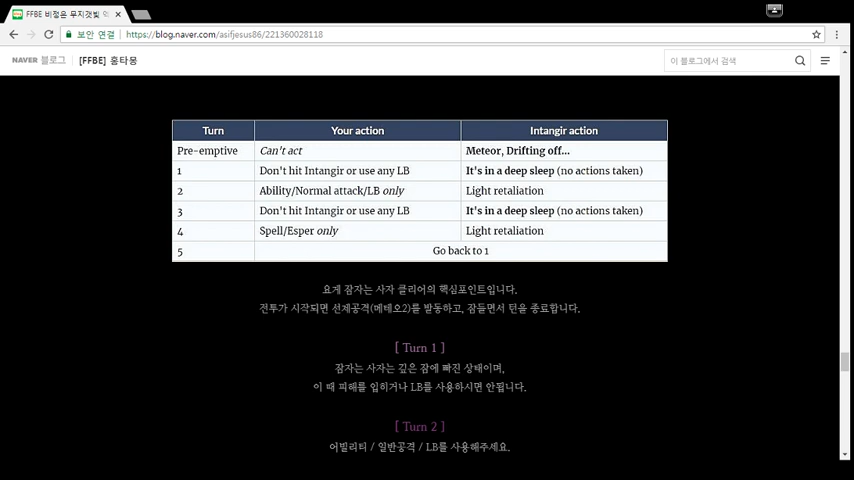 [FFBE] 비정은 무지갯빛 억
보안 연결
https://blog.naver.com/asifjesus86/221360028118
NAVER 블로그 [FFBE] 홍타몽
이 블로그에서 검색
Turn Your action Intangir action
Pre-emptive Can't act Meteor, Drifting off...
1 Don't hit Intangir or use any LB It's in a deep sleep (no actions taken)
2 Ability/Normal attack/LB only Light retaliation
3 Don't hit Intangir or use any LB It's in a deep sleep (no actions taken)
4 Spell/Esper only Light retaliation
5 Go back to 1
요게 잠자는 사자 클리어의 핵심포인트입니다.
전투가 시작되면 선제공격(메테오2)를 발동하고, 잠들면서 턴을 종료합니다.
[ Turn 1 ]
잠자는 사자는 깊은 잠에 빠진 상태이며,
이 때 피해를 입히거나 LB를 사용하시면 안됩니다.
[ Turn 2 ]
어빌리티 / 일반공격 / LB를 사용해주세요.